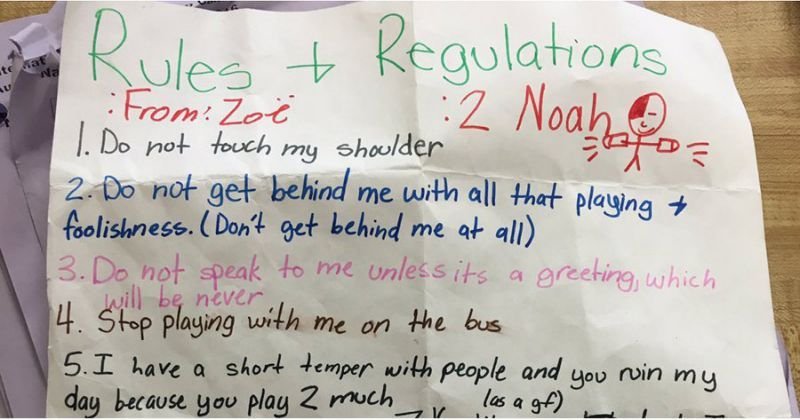 Rules + Regulations
:From: Zoë :2 Noah
1. Do not touch my shoulder
2. Do not get behind me with all that playing +
foolishness. (Don't get behind me at all)
3. Do not speak to me unless its a greeting, which
will be never
4. Stop playing with me on the bus
5. I have a short temper with people and you ruin my
day because you play 2 much
(as a gf)